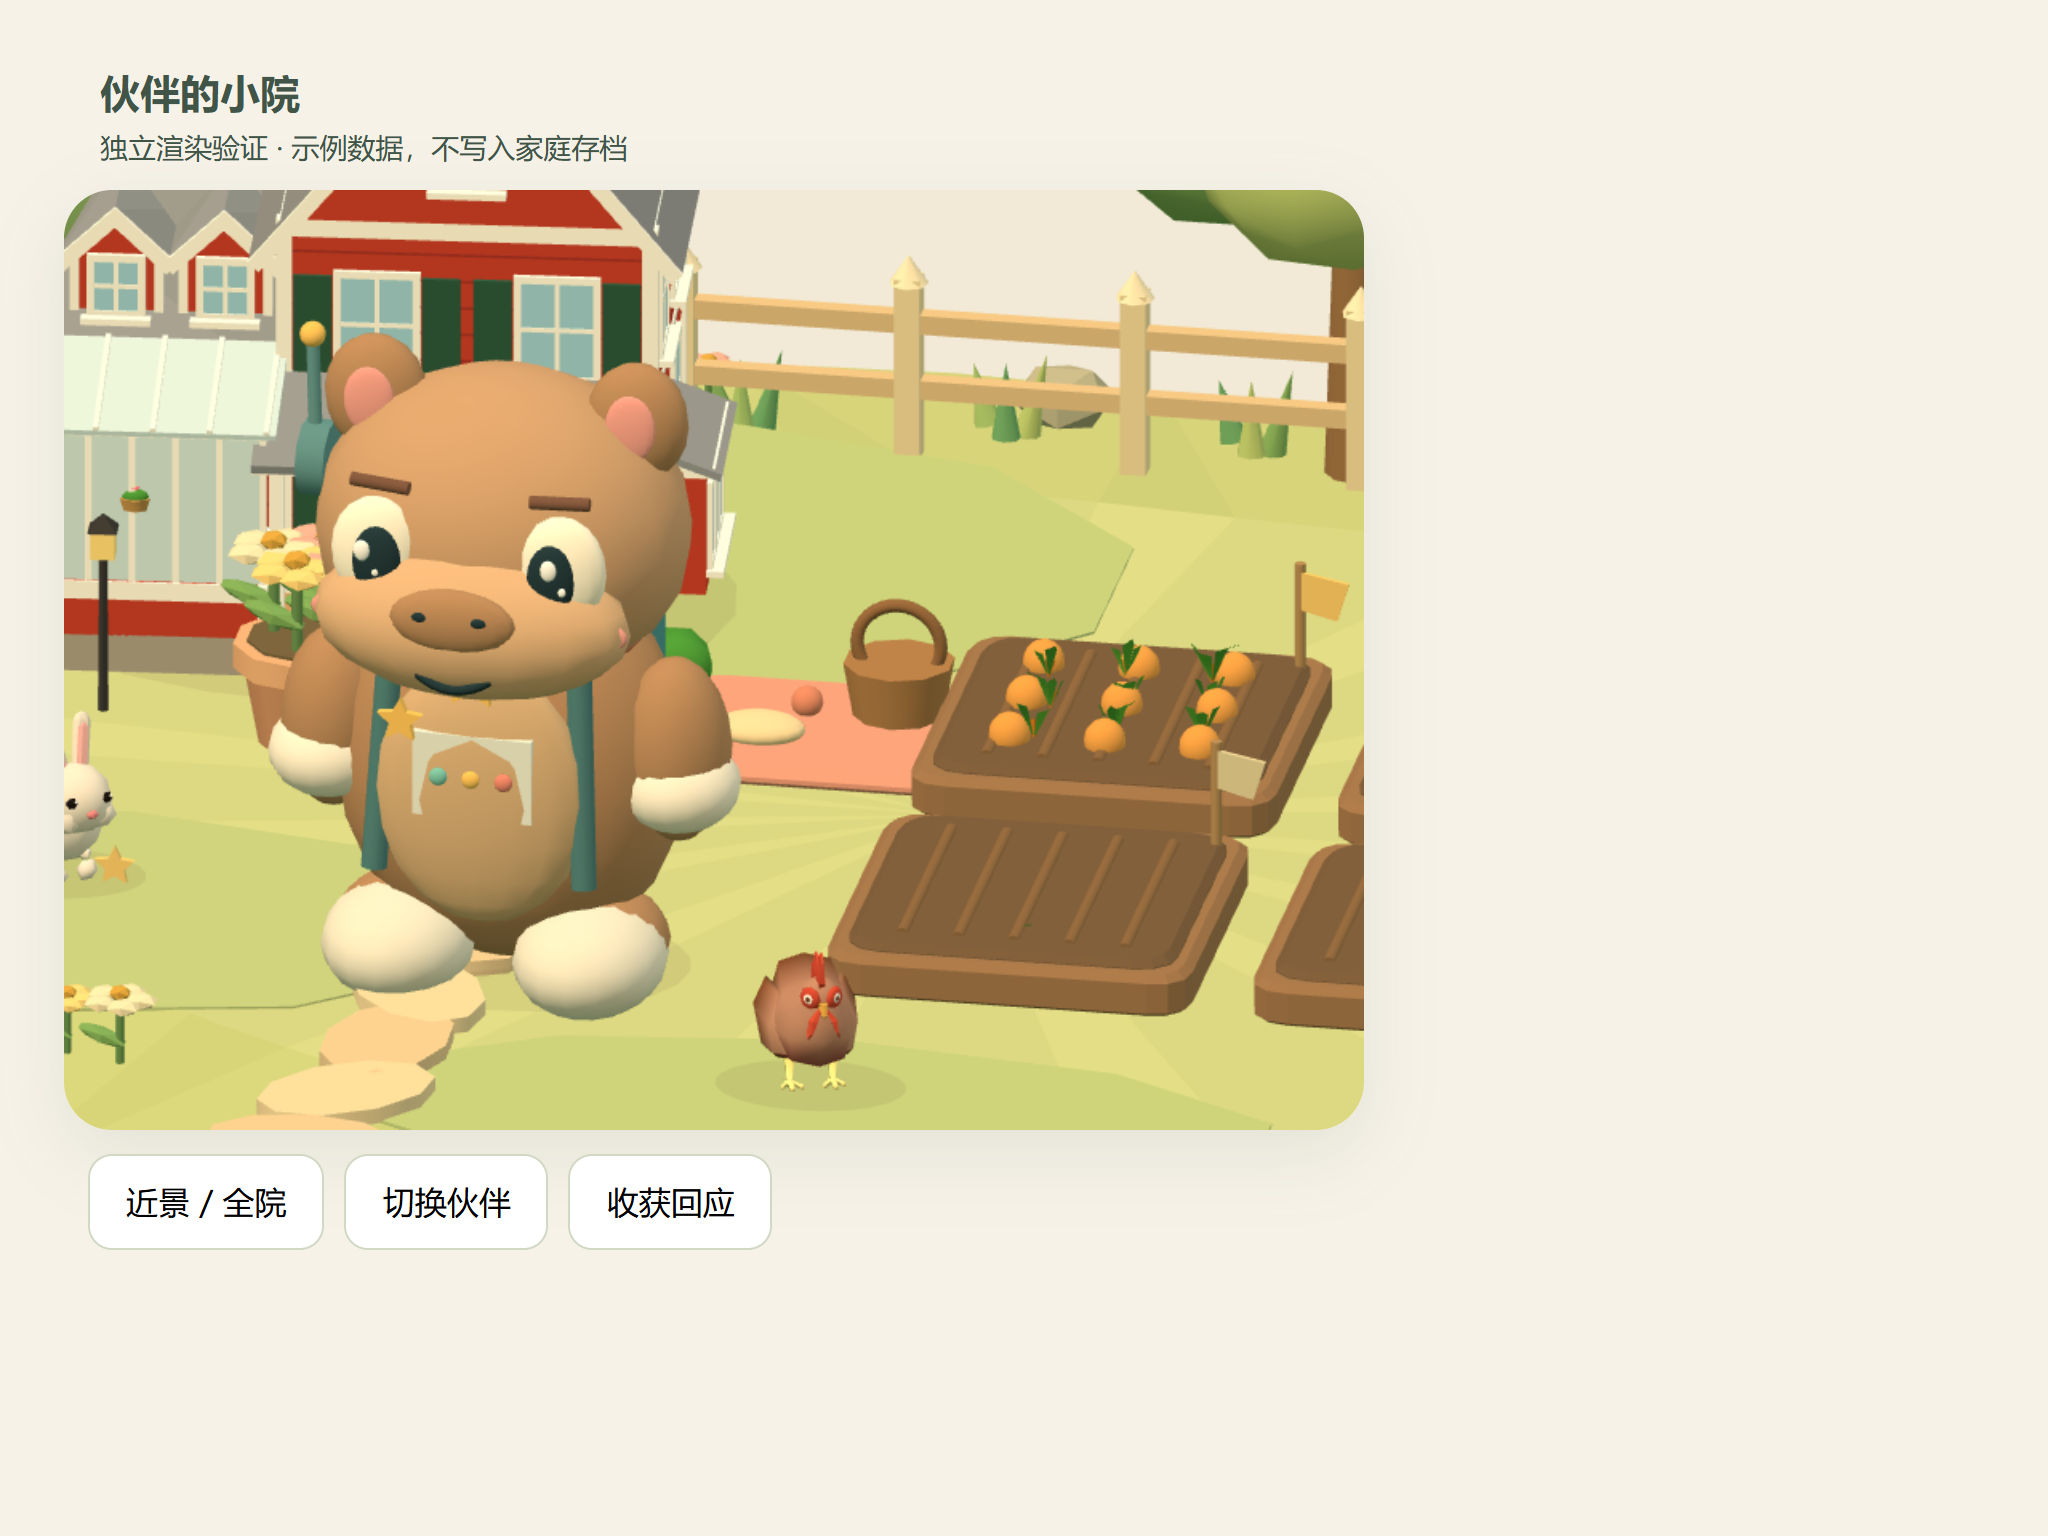 伙伴的小院
独立渲染验证 · 示例数据，不写入家庭存档
近景 / 全院
切换伙伴
收获回应